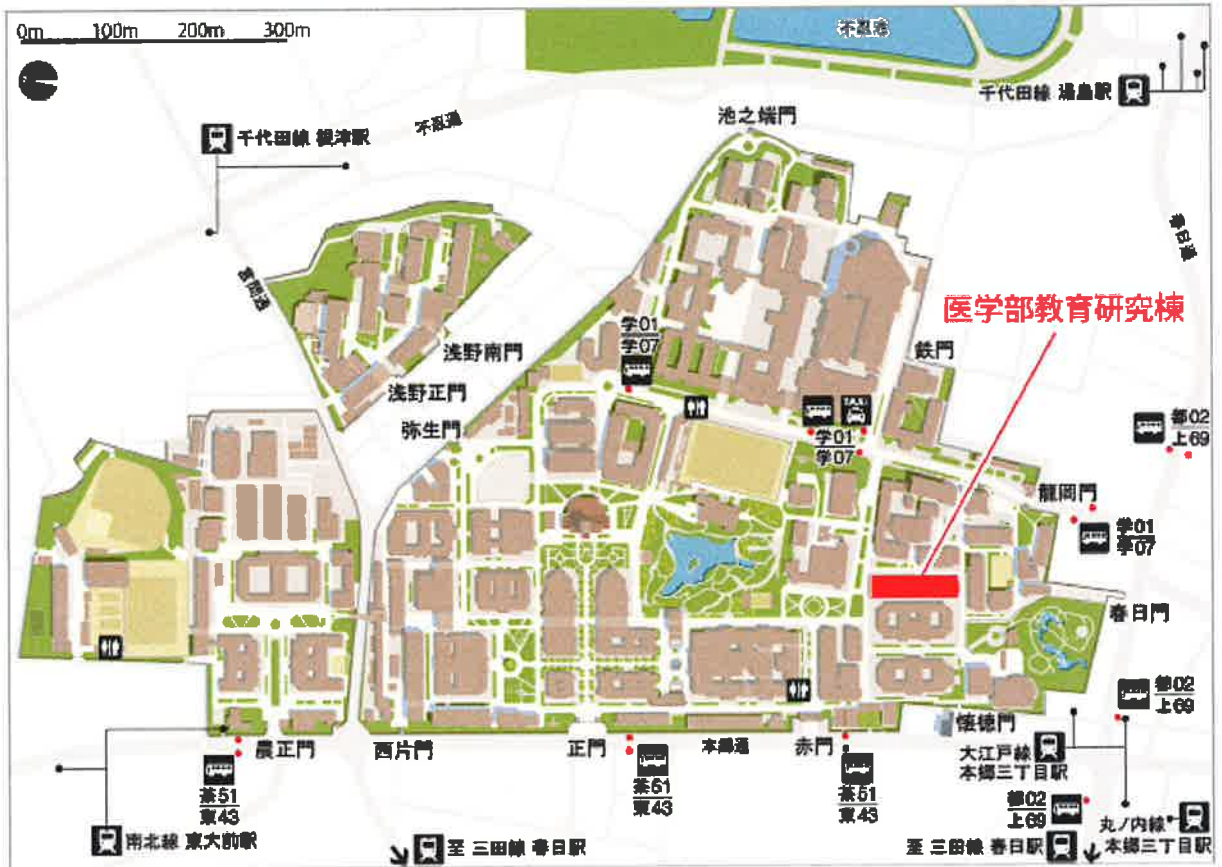 0m 100m 200m 300m
不忍池
千代田線 湯島駅
池之端門
不忍通
千代田線 根津駅
春日通
言問通
医学部教育研究棟
学01
学07
鉄門
浅野南門
浅野正門
弥生門
TAXI
学01
学07
都02
上69
龍岡門
学01
学07
春日門
都02
上69
懐徳門
農正門
西片門
正門
本郷通
赤門
大江戸線
本郷三丁目駅
茶51
東43
茶51
東43
茶51
東43
都02
上69
丸ノ内線
本郷三丁目駅
南北線 東大前駅
至 三田線 春日駅
至 三田線 春日駅